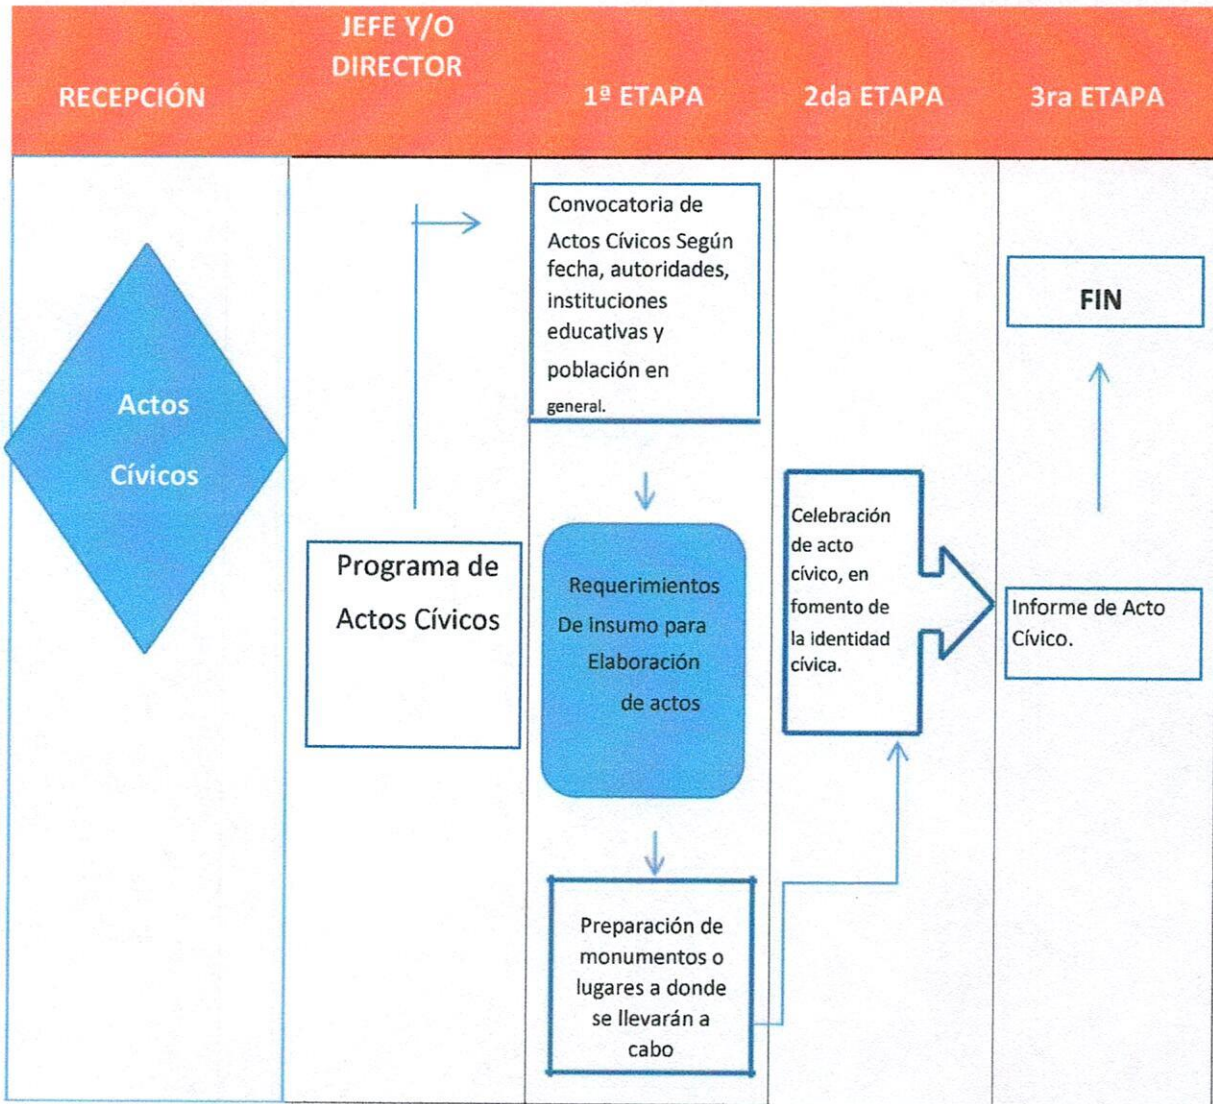 RECEPCIÓN
JEFE Y/O
DIRECTOR
1ª ETAPA
2da ETAPA
3ra ETAPA
Actos
Cívicos
Programa de
Actos Cívicos
Convocatoria de
Actos Cívicos Según
fecha, autoridades,
instituciones
educativas y
población en
general.
Requerimientos
De insumo para
Elaboración
de actos
Preparación de
monumentos o
lugares a donde
se llevarán a
cabo
Celebración
de acto
cívico, en
fomento de
la identidad
cívica.
Informe de Acto
Cívico.
FIN